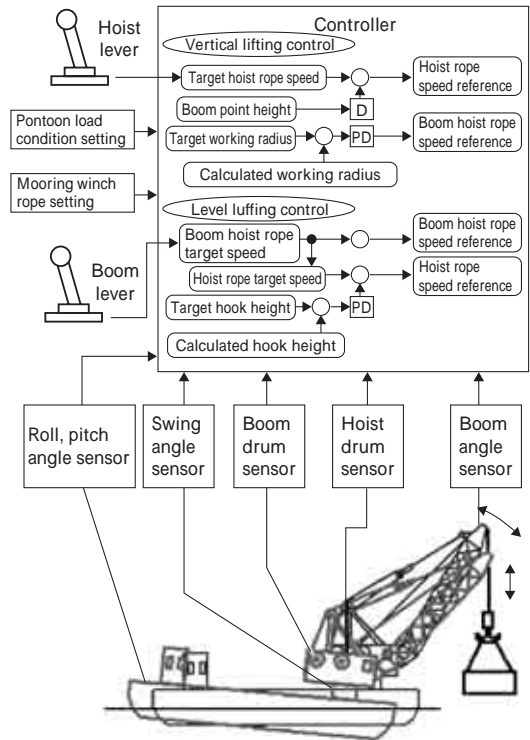 Controller
Hoist
lever
Vertical lifting control
Target hoist rope speed
Hoist rope
speed reference
Boom point height
D
Pontoon load
condition setting
Target working radius
PD
Boom hoist rope
speed reference
Calculated working radius
Mooring winch
rope setting
Level luffing control
Boom hoist rope
target speed
Boom hoist rope
speed reference
Boom
lever
Hoist rope target speed
Hoist rope
speed reference
Target hook height
PD
Calculated hook height
Roll, pitch
angle sensor
Swing
angle
sensor
Boom
drum
sensor
Hoist
drum
sensor
Boom
angle
sensor